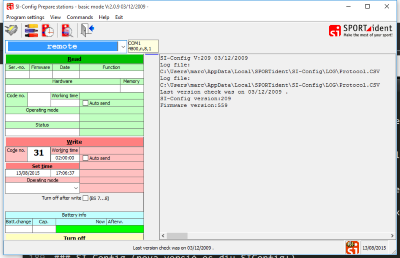 SI-Config Prepare stations - basic mode V.2.0.9 03/12/2009 -
Program settings View Commands Help Exit
SPORTident
Make the most of your sport!
remote
COM1
38400,n,8,1
Read
Ser.-no. Firmware Date Function
Hardware Memory
Code no. Working time
Auto send
Operating mode
Status
Write
Code no. 31 Working time
02:00:00 Auto send
Set time
13/08/2015 17:06:37
Operating mode
Turn off after write (BS 7...8)
Battery info
Batt.change Cap. Now Afterw.
Turn off
SI-Config V:209 03/12/2009
Log file:
C:\Users\marc\AppData\Local\SPORTident\SI-Config\LOG\Protocol.CSV
Log file:
C:\Users\marc\AppData\Local\SPORTident\SI-Config\LOG\Protocol.CSV
Last version check was on 03/12/2009 .
SI-Config version:209
Firmware version:559
Last version check was on 03/12/2009 .
13/08/2015